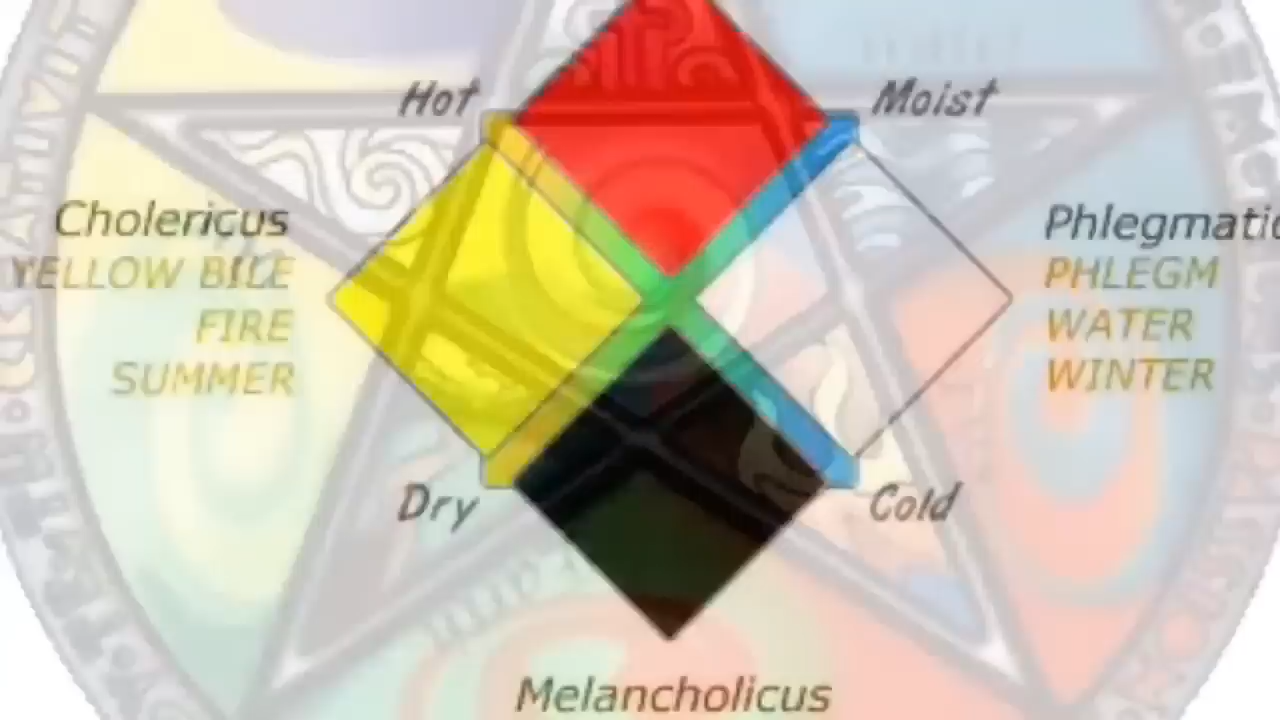 Hot
Moist
Cholericus
YELLOW BILE
FIRE
SUMMER
Phlegmatic
PHLEGM
WATER
WINTER
Dry
Cold
Melancholicus